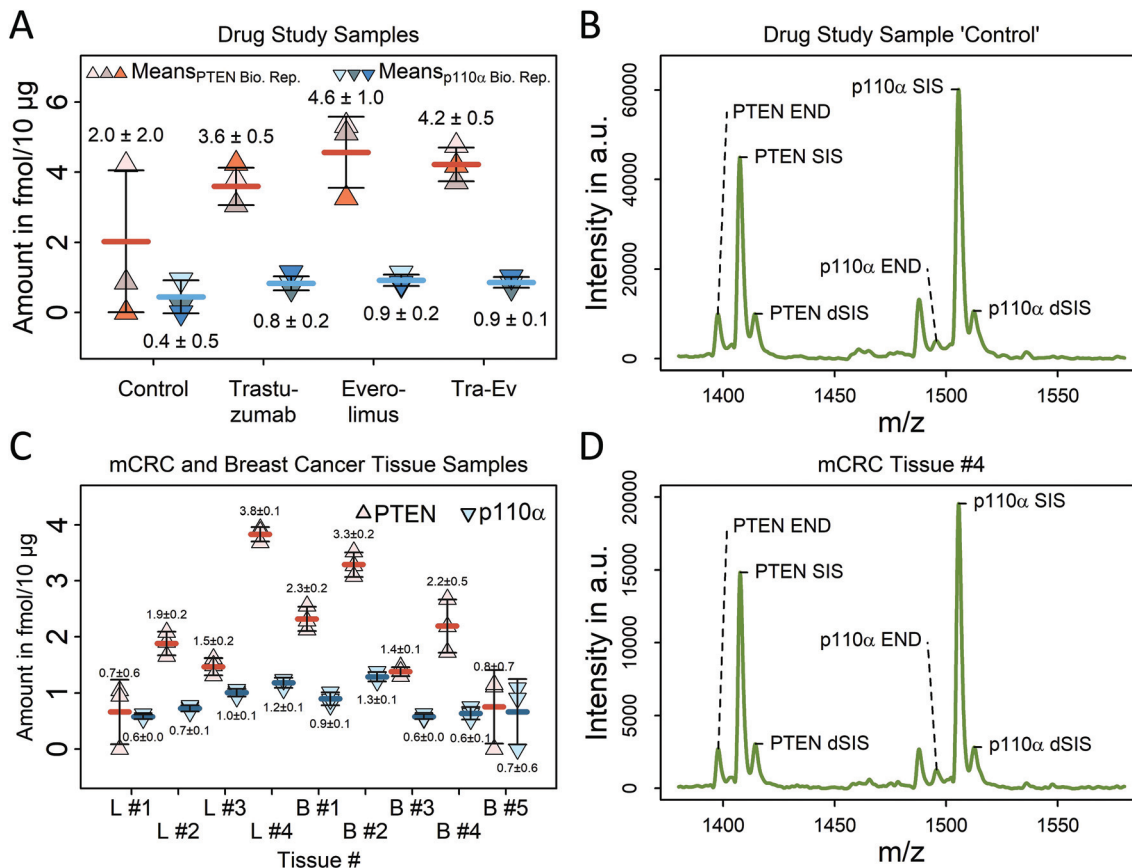 A
Drug Study Samples
Means PTEN Bio. Rep.
Means p110α Bio. Rep.
Amount in fmol/10 µg
6
4
2
0
2.0 ± 2.0
3.6 ± 0.5
4.6 ± 1.0
4.2 ± 0.5
0.4 ± 0.5
0.8 ± 0.2
0.9 ± 0.2
0.9 ± 0.1
Control
Trastu-
zumab
Evero-
limus
Tra-Ev
B
Drug Study Sample 'Control'
Intensity in a.u.
60000
40000
20000
0
PTEN END
PTEN SIS
PTEN dSIS
p110α SIS
p110α END
p110α dSIS
1400
1450
1500
1550
m/z
C
mCRC and Breast Cancer Tissue Samples
PTEN
p110α
Amount in fmol/10 µg
4
3
2
1
0
0.7±0.6
1.9±0.2
1.5±0.2
3.8±0.1
2.3±0.2
3.3±0.2
1.4±0.1
2.2±0.5
0.8±0.7
0.6±0.0
0.7±0.1
1.0±0.1
1.2±0.1
0.9±0.1
1.3±0.1
0.6±0.1
0.6±0.1
0.7±0.6
L #1
L #2
L #3
L #4
B #1
B #2
B #3
B #4
B #5
Tissue #
D
mCRC Tissue #4
Intensity in a.u.
20000
15000
10000
5000
0
PTEN END
PTEN SIS
PTEN dSIS
p110α SIS
p110α END
p110α dSIS
1400
1450
1500
1550
m/z